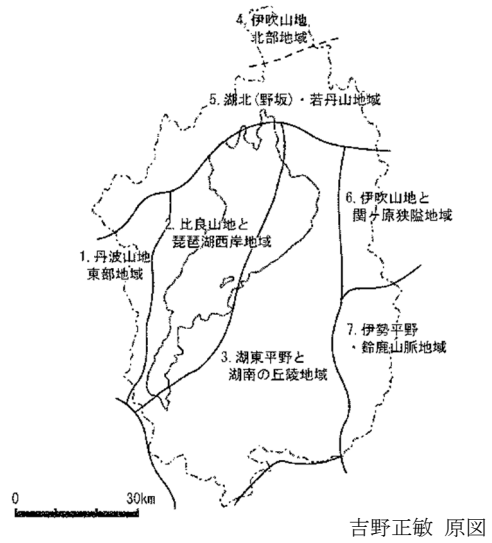 4. 伊吹山地
北部地域
5. 湖北(野坂)・若丹山地域
6. 伊吹山地と
関ヶ原狭隘地域
2. 比良山地と
琵琶湖西岸地域
1. 丹波山地
東部地域
7. 伊勢平野
・鈴鹿山脈地域
3. 湖東平野と
湖南の丘陵地域
0 30km
吉野正敏 原図